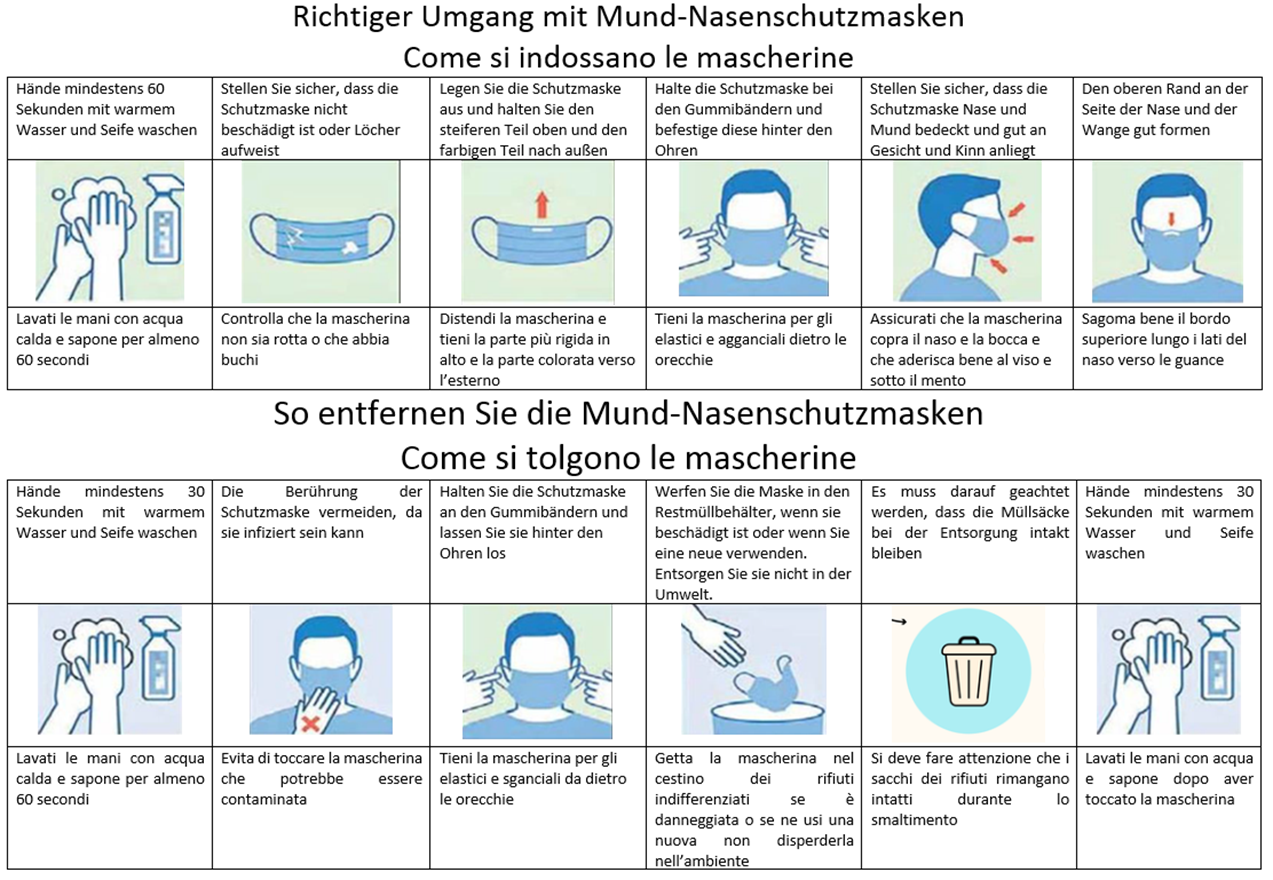 Richtiger Umgang mit Mund-Nasenschutzmasken
Come si indossano le mascherine
Hände mindestens 60
Sekunden mit warmem
Wasser und Seife waschen
Stellen Sie sicher, dass die
Schutzmaske nicht
beschädigt ist oder Löcher
aufweist
Legen Sie die Schutzmaske
aus und halten Sie den
steiferen Teil oben und den
farbigen Teil nach außen
Halte die Schutzmaske bei
den Gummibändern und
befestige diese hinter den
Ohren
Stellen Sie sicher, dass die
Schutzmaske Nase und
Mund bedeckt und gut an
Gesicht und Kinn anliegt
Den oberen Rand an der
Seite der Nase und der
Wange gut formen
Lavati le mani con acqua
calda e sapone per almeno
60 secondi
Controlla che la mascherina
non sia rotta o che abbia
buchi
Distendi la mascherina e
tieni la parte più rigida in
alto e la parte colorata verso
l’esterno
Tieni la mascherina per gli
elastici e agganciali dietro le
orecchie
Assicurati che la mascherina
copra il naso e la bocca e
che aderisca bene al viso e
sotto il mento
Sagoma bene il bordo
superiore lungo i lati del
naso verso le guance
So entfernen Sie die Mund-Nasenschutzmasken
Come si tolgono le mascherine
Hände mindestens 30
Sekunden mit warmem
Wasser und Seife waschen
Die Berührung der
Schutzmaske vermeiden, da
sie infiziert sein kann
Halten Sie die Schutzmaske
an den Gummibändern und
lassen Sie sie hinter den
Ohren los
Werfen Sie die Maske in den
Restmüllbehälter, wenn sie
beschädigt ist oder wenn Sie
eine neue verwenden.
Entsorgen Sie sie nicht in der
Umwelt.
Es muss darauf geachtet
werden, dass die Müllsäcke
bei der Entsorgung intakt
bleiben
Hände mindestens 30
Sekunden mit warmem
Wasser und Seife
waschen
Lavati le mani con acqua
calda e sapone per almeno
60 secondi
Evita di toccare la mascherina
che potrebbe essere
contaminata
Tieni la mascherina per gli
elastici e sganciali da dietro
le orecchie
Getta la mascherina nel
cestino dei rifiuti
indifferenziati se è
danneggiata o se ne usi una
nuova non disperderla
nell’ambiente
Si deve fare attenzione che i
sacchi dei rifiuti rimangano
intatti durante lo
smaltimento
Lavati le mani con acqua
e sapone dopo aver
toccato la mascherina